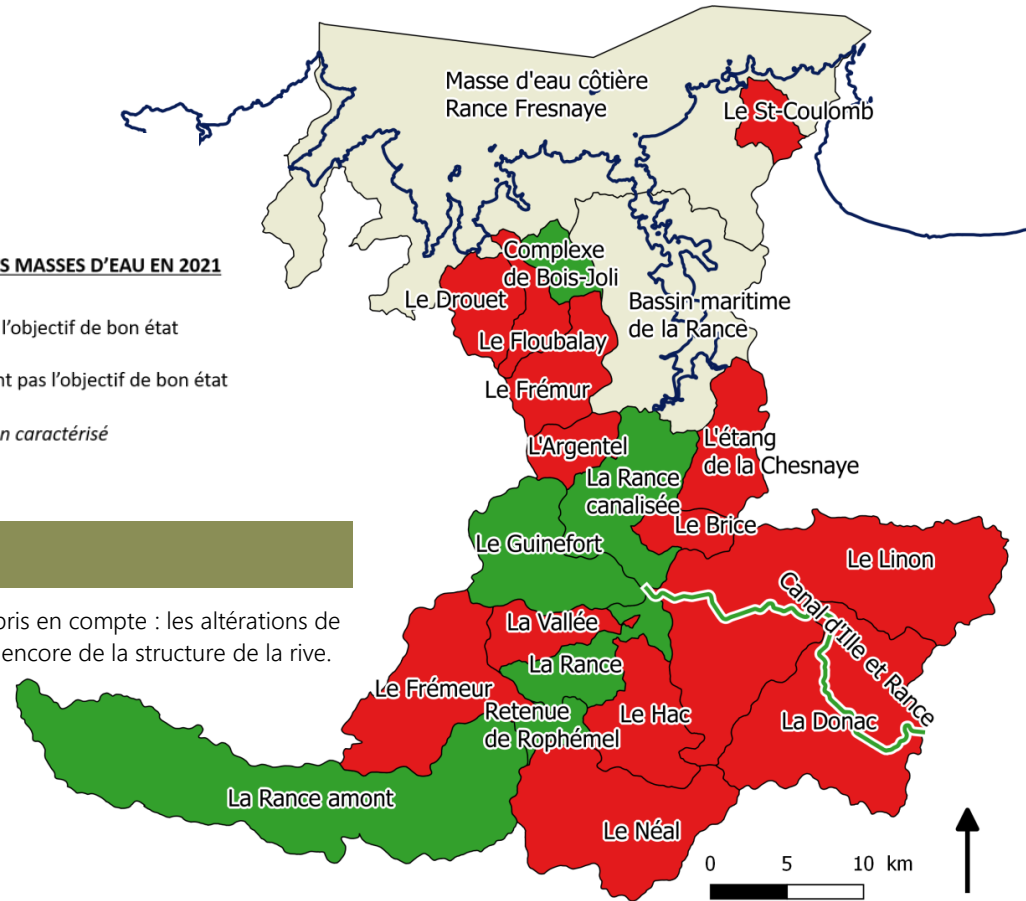 Masse d'eau côtière
Rance Fresnaye
Le St-Coulomb
S MASSES D'EAU EN 2021
l'objectif de bon état
nt pas l'objectif de bon état
n caractérisé
Complexe
de Bois-Joli
Le Drouet
Bassin maritime
de la Rance
Le Floubalay
Le Frémur
L'Argentel
L'étang
de la Chesnaye
La Rance
canalisée
Le Brice
Le Guinefort
Le Linon
Canal d'Ille et Rance
oris en compte : les altérations de
encore de la structure de la rive.
La Vallée
La Rance
Le Frémeur
Retenue
de Rophémel
Le Hac
La Donac
La Rance amont
Le Néal
0 5 10 km